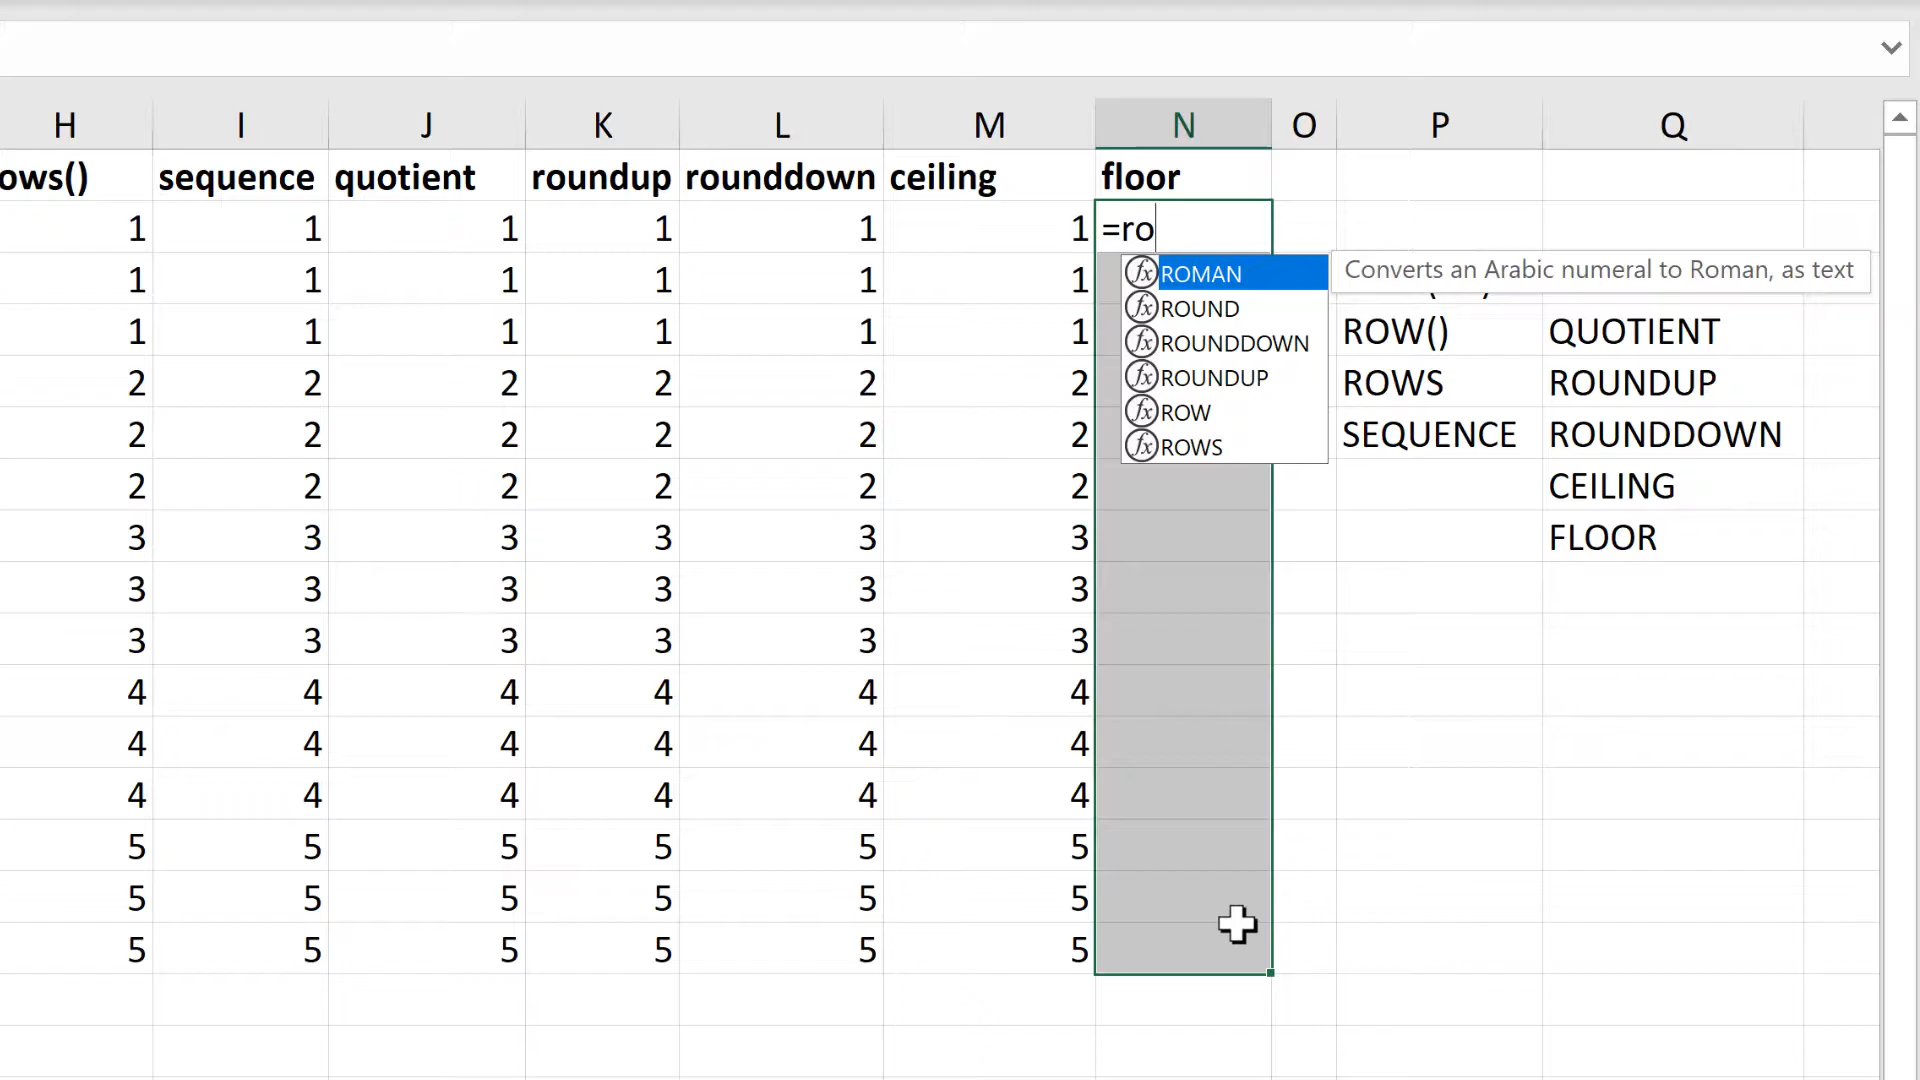 H I J K L M N O P Q
ows() sequence quotient roundup rounddown ceiling floor
1 1 1 1 1 1 =ro
1 1 1 1 1 1 ROMAN Converts an Arabic numeral to Roman, as text
ROUND
1 1 1 1 1 1 ROUNDDOWN ROW() QUOTIENT
2 2 2 2 2 2 ROUNDUP ROWS ROUNDUP
ROW
2 2 2 2 2 2 ROWS SEQUENCE ROUNDDOWN
2 2 2 2 2 2 CEILING
3 3 3 3 3 3 FLOOR
3 3 3 3 3 3
3 3 3 3 3 3
4 4 4 4 4 4
4 4 4 4 4 4
4 4 4 4 4 4
5 5 5 5 5 5
5 5 5 5 5 5
5 5 5 5 5 5